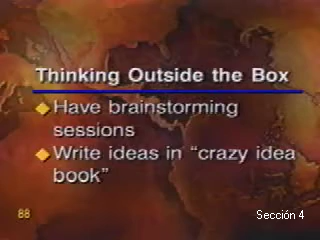 Thinking Outside the Box
Have brainstorming
sessions
Write ideas in “crazy idea
book”
88
Sección 4